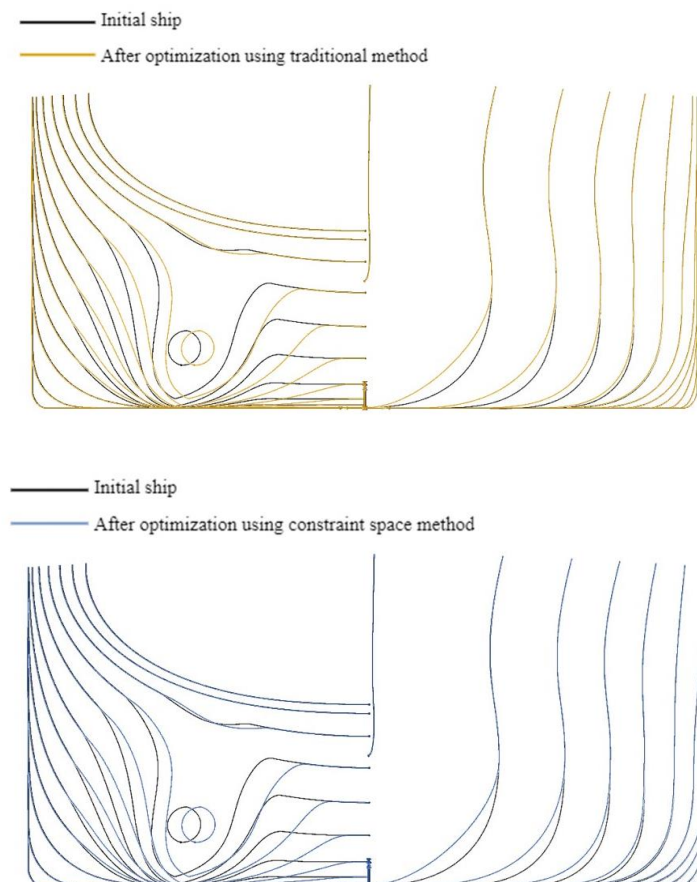 Initial ship
After optimization using traditional method
Initial ship
After optimization using constraint space method